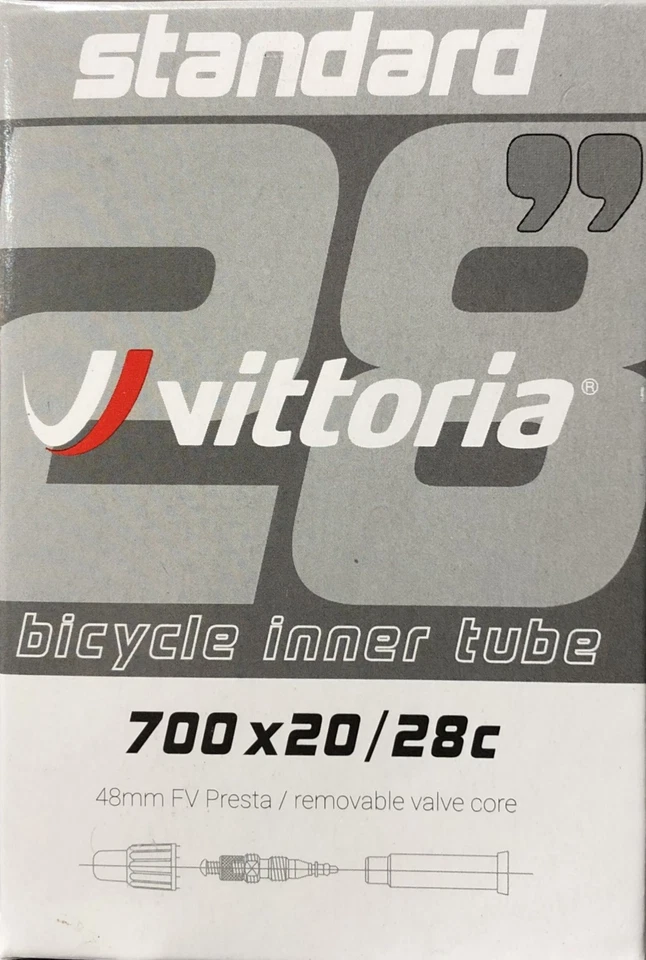 standard
28”
vittoria®
bicycle inner tube
700x20/28c
48mm FV Presta / removable valve core